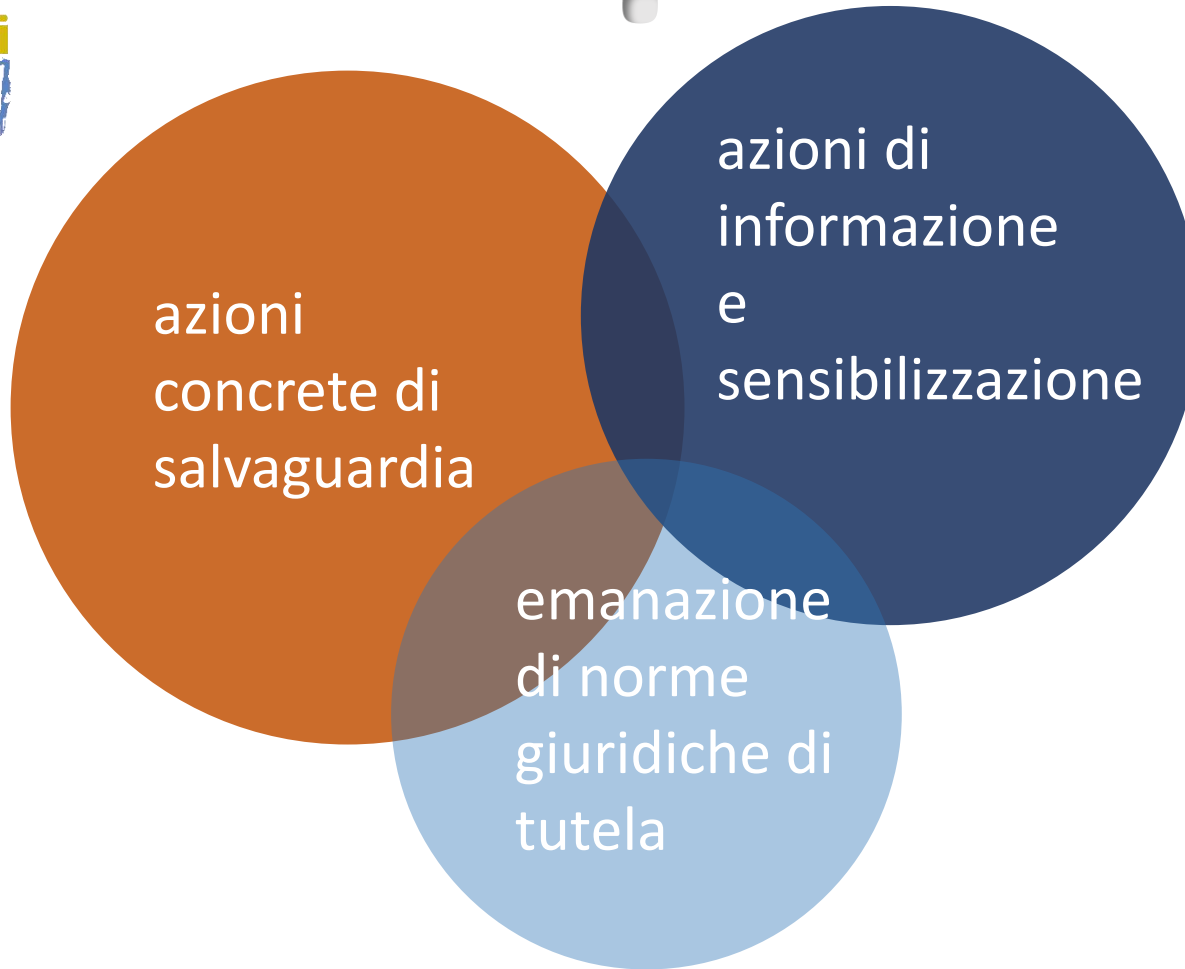 azioni
concrete di
salvaguardia
azioni di
informazione
e
sensibilizzazione
emanazione
di norme
giuridiche di
tutela